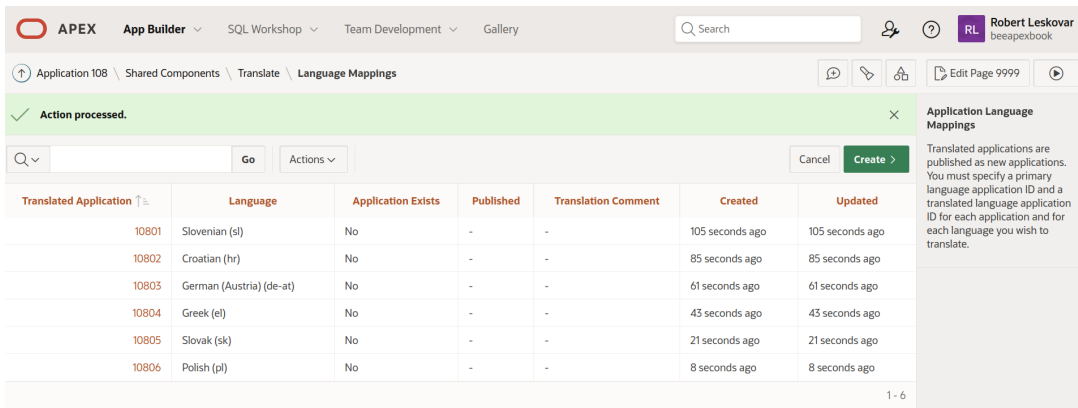 APEX App Builder SQL Workshop Team Development Gallery Search RL Robert Leskovar
beeapexbook
Application 108 \ Shared Components \ Translate \ Language Mappings Edit Page 9999
Action processed.
Go Actions Cancel Create >
Translated Application Language Application Exists Published Translation Comment Created Updated
10801 Slovenian (sl) No - - 105 seconds ago 105 seconds ago
10802 Croatian (hr) No - - 85 seconds ago 85 seconds ago
10803 German (Austria) (de-at) No - - 61 seconds ago 61 seconds ago
10804 Greek (el) No - - 43 seconds ago 43 seconds ago
10805 Slovak (sk) No - - 21 seconds ago 21 seconds ago
10806 Polish (pl) No - - 8 seconds ago 8 seconds ago
1 - 6
Application Language
Mappings
Translated applications are
published as new applications.
You must specify a primary
language application ID and a
translated language application
ID for each application and for
each language you wish to
translate.